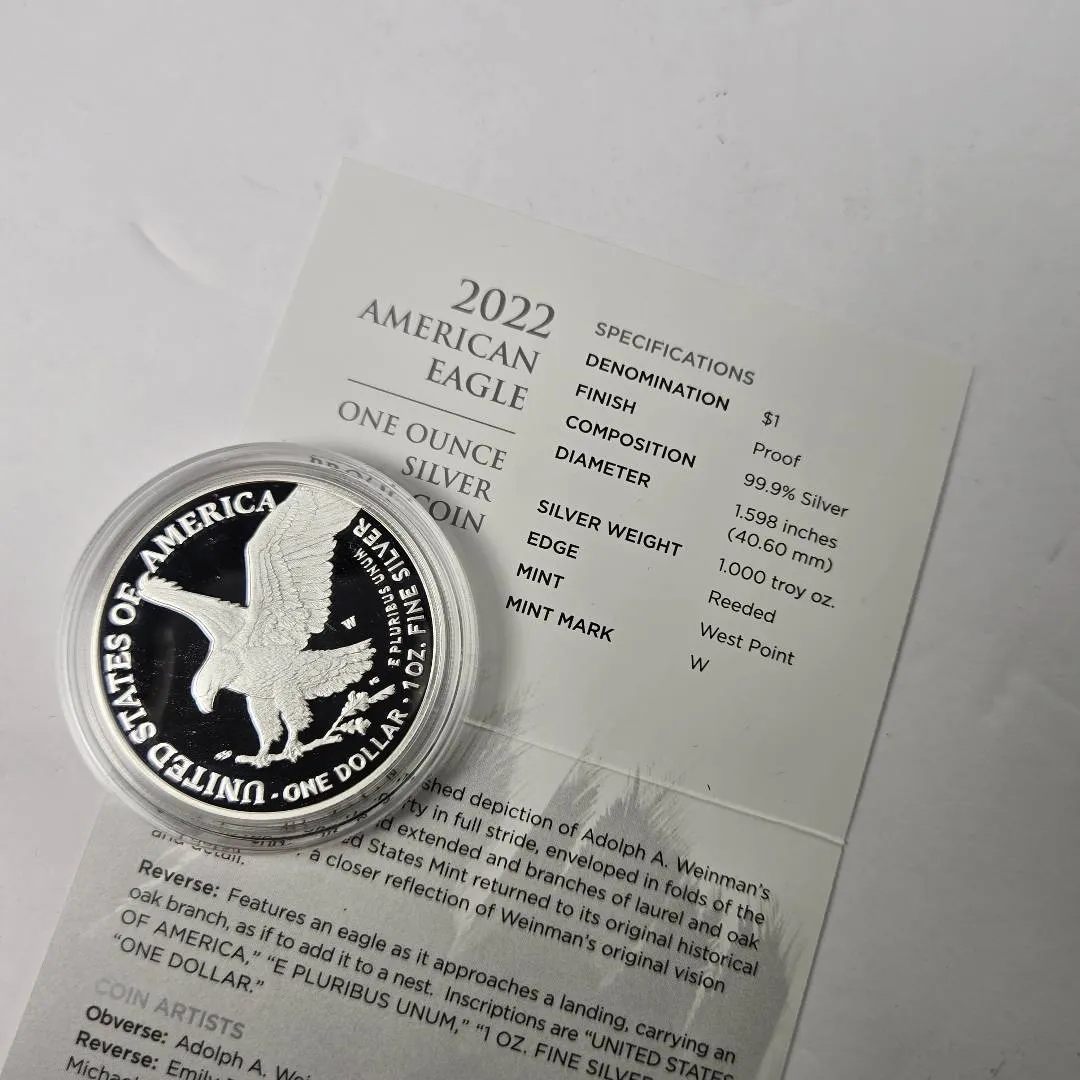 2022
AMERICAN
EAGLE
ONE OUNCE
SILVER
PROOF
COIN
SPECIFICATIONS
DENOMINATION $1
FINISH Proof
COMPOSITION 99.9% Silver
DIAMETER 1.598 inches
(40.60 mm)
SILVER WEIGHT 1.000 troy oz.
EDGE Reeded
MINT West Point
MINT MARK W
UNITED STATES OF AMERICA
1 OZ. FINE SILVER
E PLURIBUS UNUM
W
ONE DOLLAR
depiction of Adolph A. Weinman's
in full stride, enveloped in folds of the
extended and branches of laurel and oak
States Mint returned to its original historical
and detail. a closer reflection of Weinman's original vision
Reverse: Features an eagle as it approaches a landing, carrying an
oak branch, as if to add it to a nest. Inscriptions are "UNITED STATES
OF AMERICA," "E PLURIBUS UNUM," "1 OZ. FINE SILVER
"ONE DOLLAR."
COIN ARTISTS
Obverse: Adolph A.
Reverse: Emily